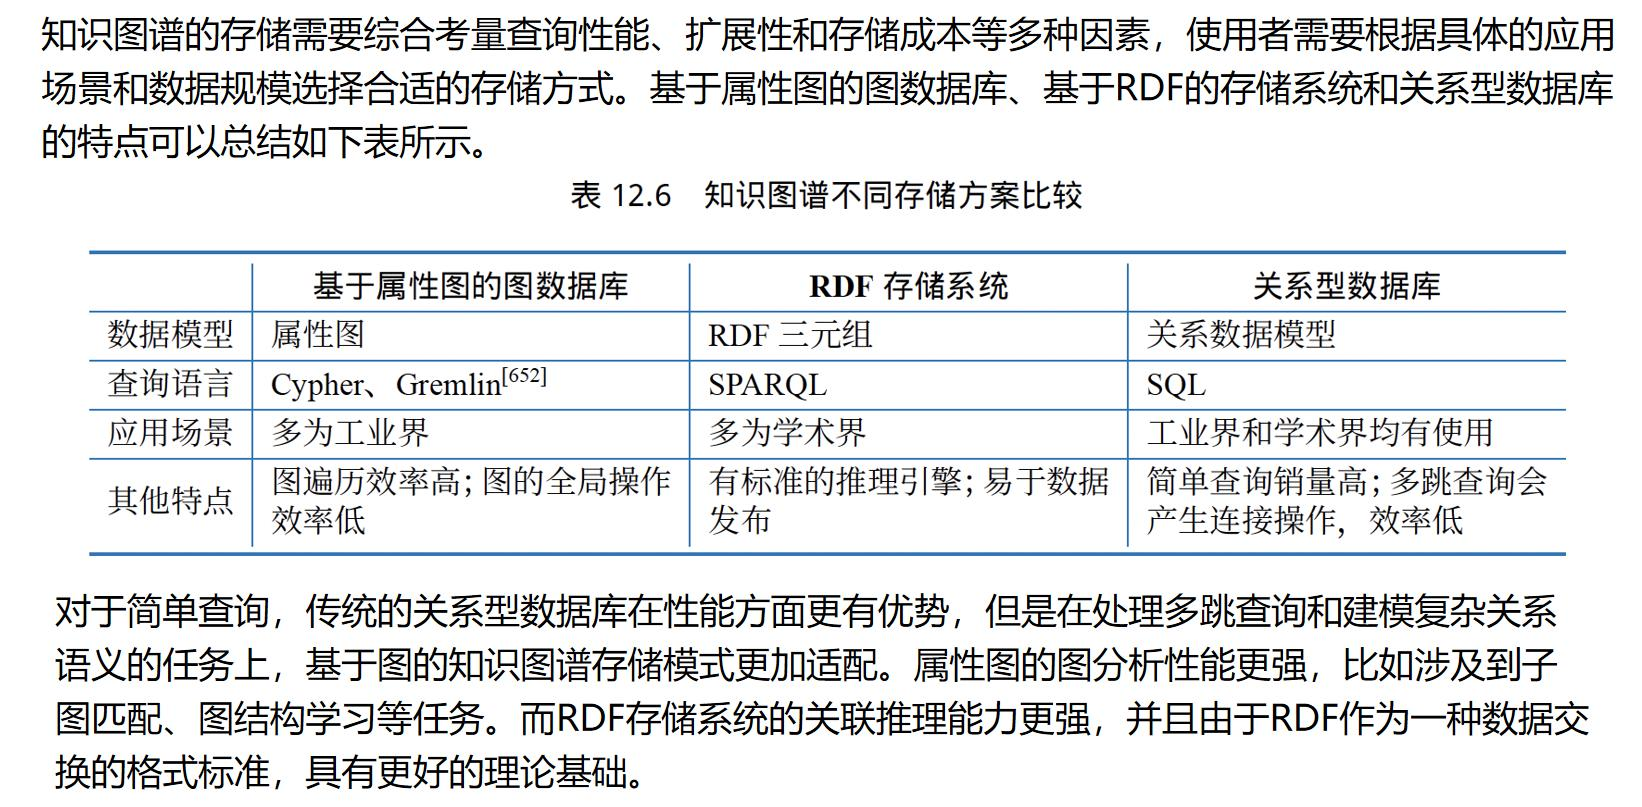 知识图谱的存储需要综合考量查询性能、扩展性和存储成本等多种因素，使用者需要根据具体的应用
场景和数据规模选择合适的存储方式。基于属性图的图数据库、基于RDF的存储系统和关系型数据库
的特点可以总结如下表所示。
表 12.6 知识图谱不同存储方案比较
基于属性图的图数据库 RDF 存储系统 关系型数据库
数据模型 属性图 RDF 三元组 关系数据模型
查询语言 Cypher、Gremlin[652] SPARQL SQL
应用场景 多为工业界 多为学术界 工业界和学术界均有使用
其他特点 图遍历效率高；图的全局操作效率低 有标准的推理引擎；易于数据发布 简单查询销量高；多跳查询会产生连接操作，效率低
对于简单查询，传统的关系型数据库在性能方面更有优势，但是在处理多跳查询和建模复杂关系
语义的任务上，基于图的知识图谱存储模式更加适配。属性图的图分析性能更强，比如涉及到子
图匹配、图结构学习等任务。而RDF存储系统的关联推理能力更强，并且由于RDF作为一种数据交
换的格式标准，具有更好的理论基础。